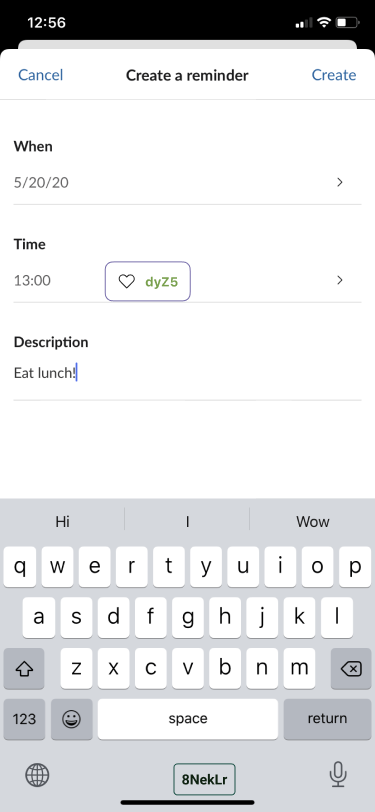 12:56
Cancel Create a reminder Create
When
5/20/20
Time
13:00 dyZ5
Description
Eat lunch!
Hi I Wow
q w e r t y u i o p
a s d f g h j k l
z x c v b n m
123 space return
8NekLr